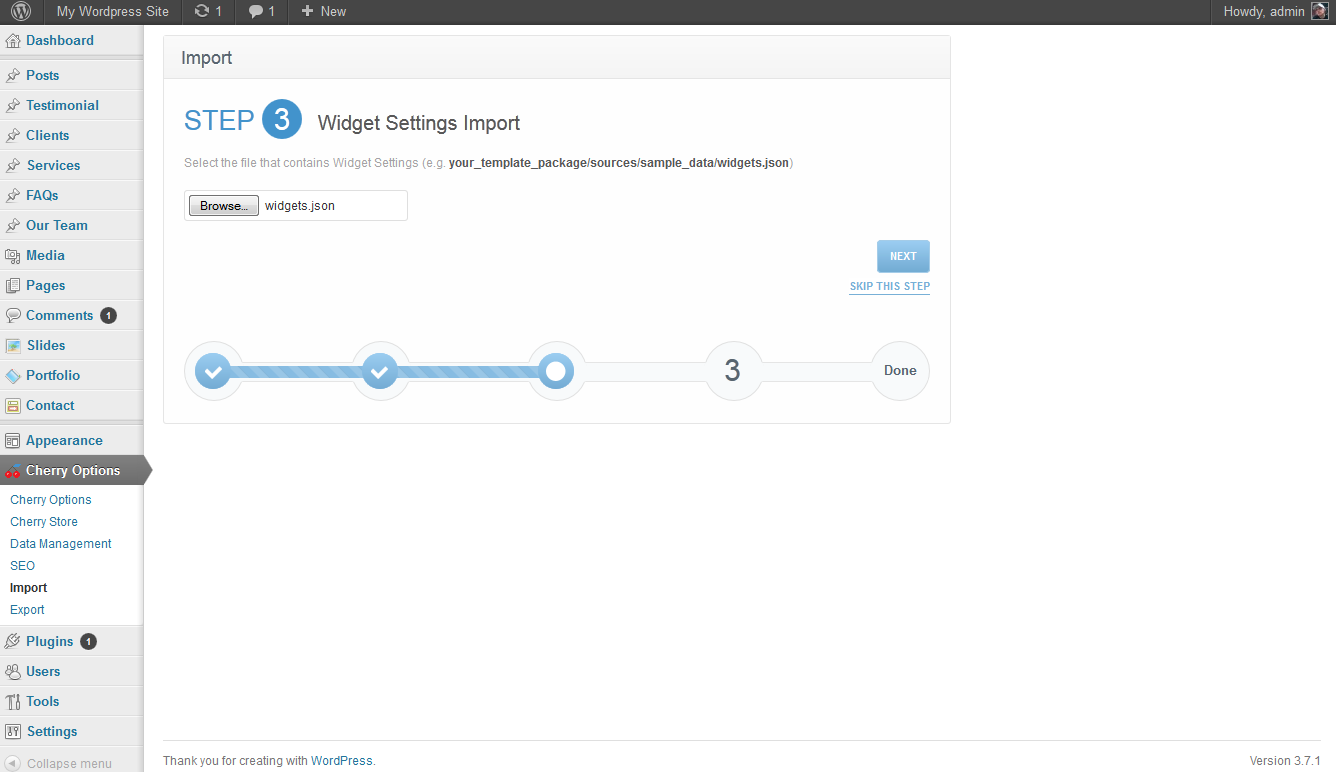 My Wordpress Site 1 1 New Howdy, admin
Dashboard
Posts
Testimonial
Clients
Services
FAQs
Our Team
Media
Pages
Comments 1
Slides
Portfolio
Contact
Appearance
Cherry Options
Cherry Options
Cherry Store
Data Management
SEO
Import
Export
Plugins 1
Users
Tools
Settings
Collapse menu
Import
STEP 3 Widget Settings Import
Select the file that contains Widget Settings (e.g. your_template_package/sources/sample_data/widgets.json)
Browse... widgets.json
NEXT
SKIP THIS STEP
3 Done
Thank you for creating with WordPress. Version 3.7.1